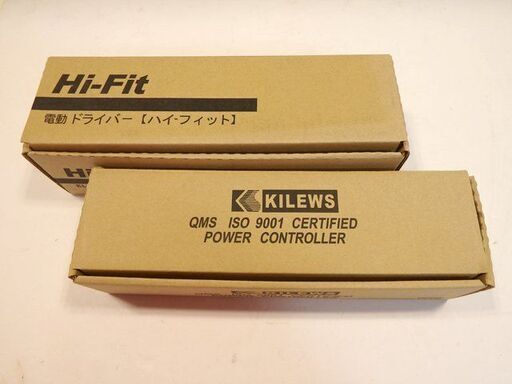 Hi-Fit
電動ドライバー【ハイ-フィット】
Hi-F
KILEWS
QMS ISO 9001 CERTIFIED
POWER CONTROLLER